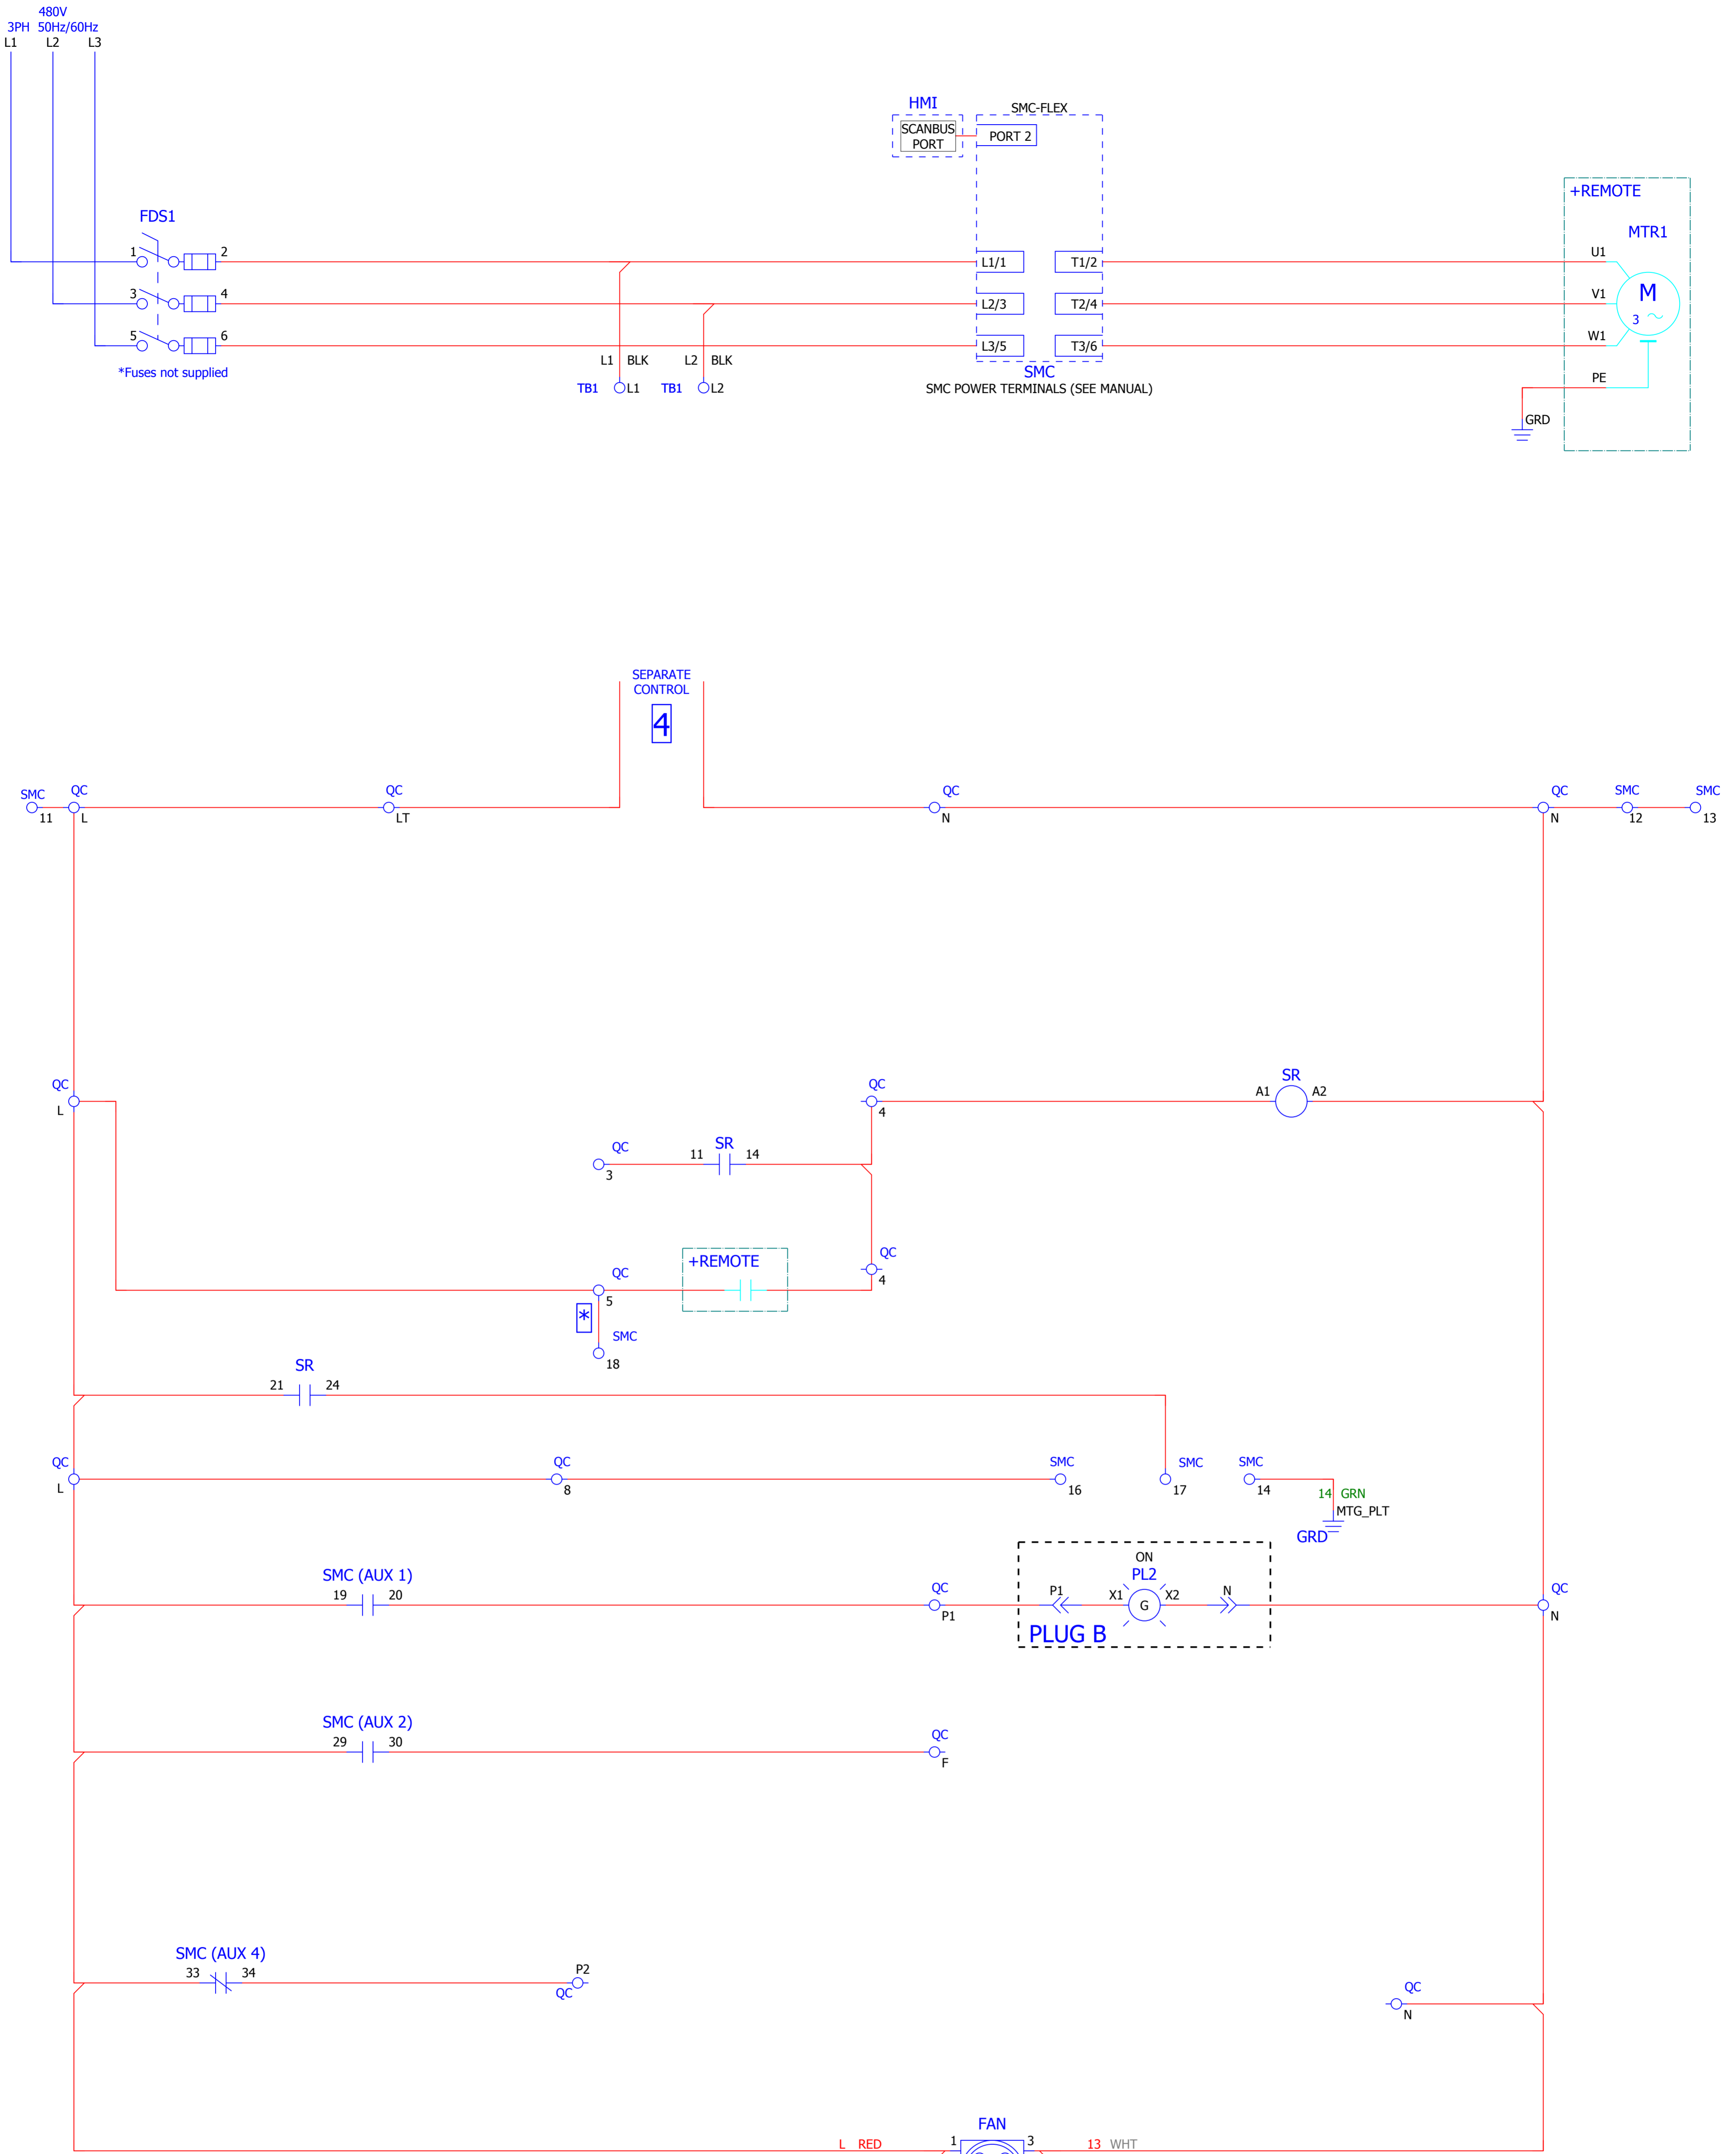 480V
3PH 50Hz/60Hz
L1 L2 L3
HMI
SMC-FLEX
SCANBUS
PORT
PORT 2
+REMOTE
MTR1
FDS1
1 2
L1/1 T1/2
U1
3 4
L2/3 T2/4
V1
M
3
5 6
L3/5 T3/6
W1
*Fuses not supplied
L1 BLK
L2 BLK
TB1 L1
TB1 L2
SMC
SMC POWER TERMINALS (SEE MANUAL)
PE
GRD
SEPARATE
CONTROL
4
SMC
11
QC
L
QC
LT
QC
N
QC
N
SMC
12
SMC
13
QC
L
QC
4
SR
A1 A2
QC
3
SR
11 14
+REMOTE
QC
4
QC
5
*
SMC
18
SR
21 24
QC
L
QC
8
SMC
16
SMC
17
SMC
14
14 GRN
MTG_PLT
GRD
SMC (AUX 1)
19 20
QC
P1
ON
PL2
P1 X1 G X2 N
PLUG B
QC
N
SMC (AUX 2)
29 30
QC
F
SMC (AUX 4)
33 34
P2
QC
QC
N
FAN
L RED 1 3 13 WHT